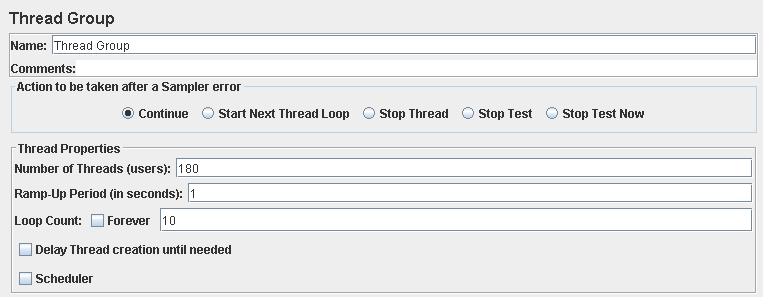 Thread Group
Name: Thread Group
Comments:
Action to be taken after a Sampler error
Continue Start Next Thread Loop Stop Thread Stop Test Stop Test Now
Thread Properties
Number of Threads (users): 180
Ramp-Up Period (in seconds): 1
Loop Count: Forever 10
Delay Thread creation until needed
Scheduler